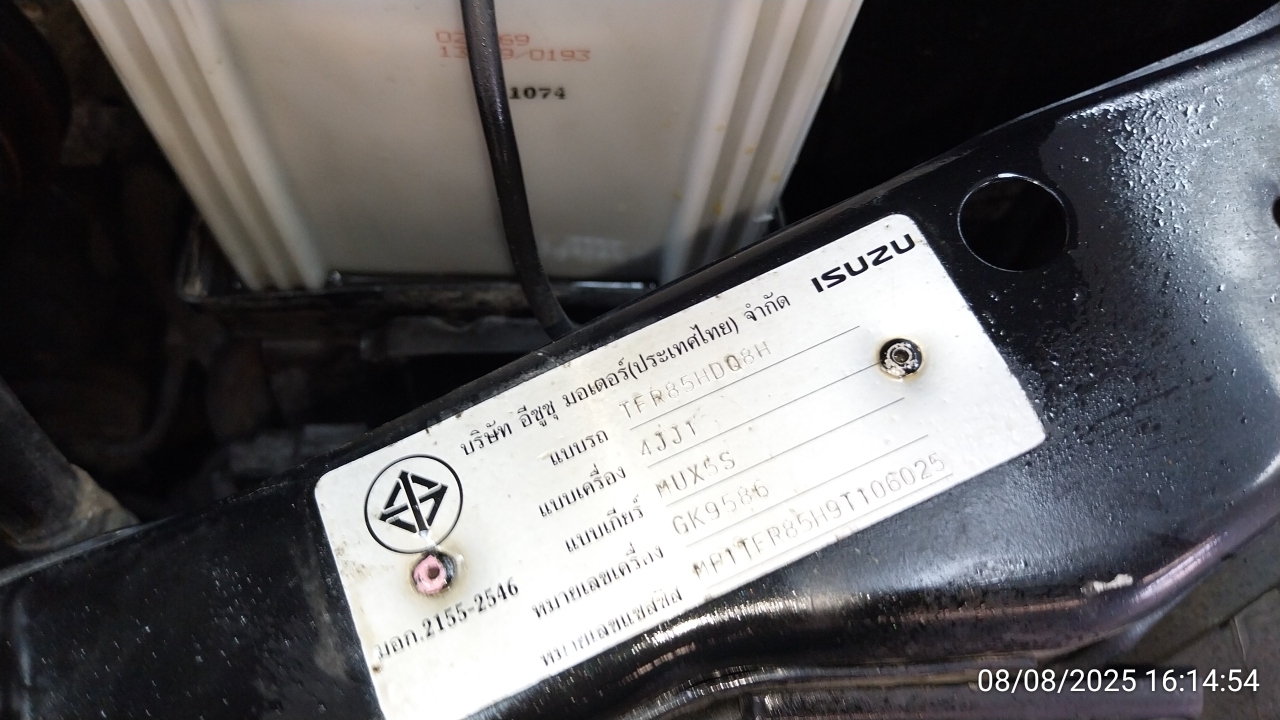 1074
ISUZU
บริษัท อีซูซุ มอเตอร์(ประเทศไทย) จำกัด
แบบรถ TFR85HDQ8H
แบบเครื่อง 4JJ1
แบบเกียร์ MUX5S
หมายเลขเครื่อง GK9586
หมายเลขแชสซีส์ MP1TFR85H9T106025
มอก.2155-2546
08/08/2025 16:14:54